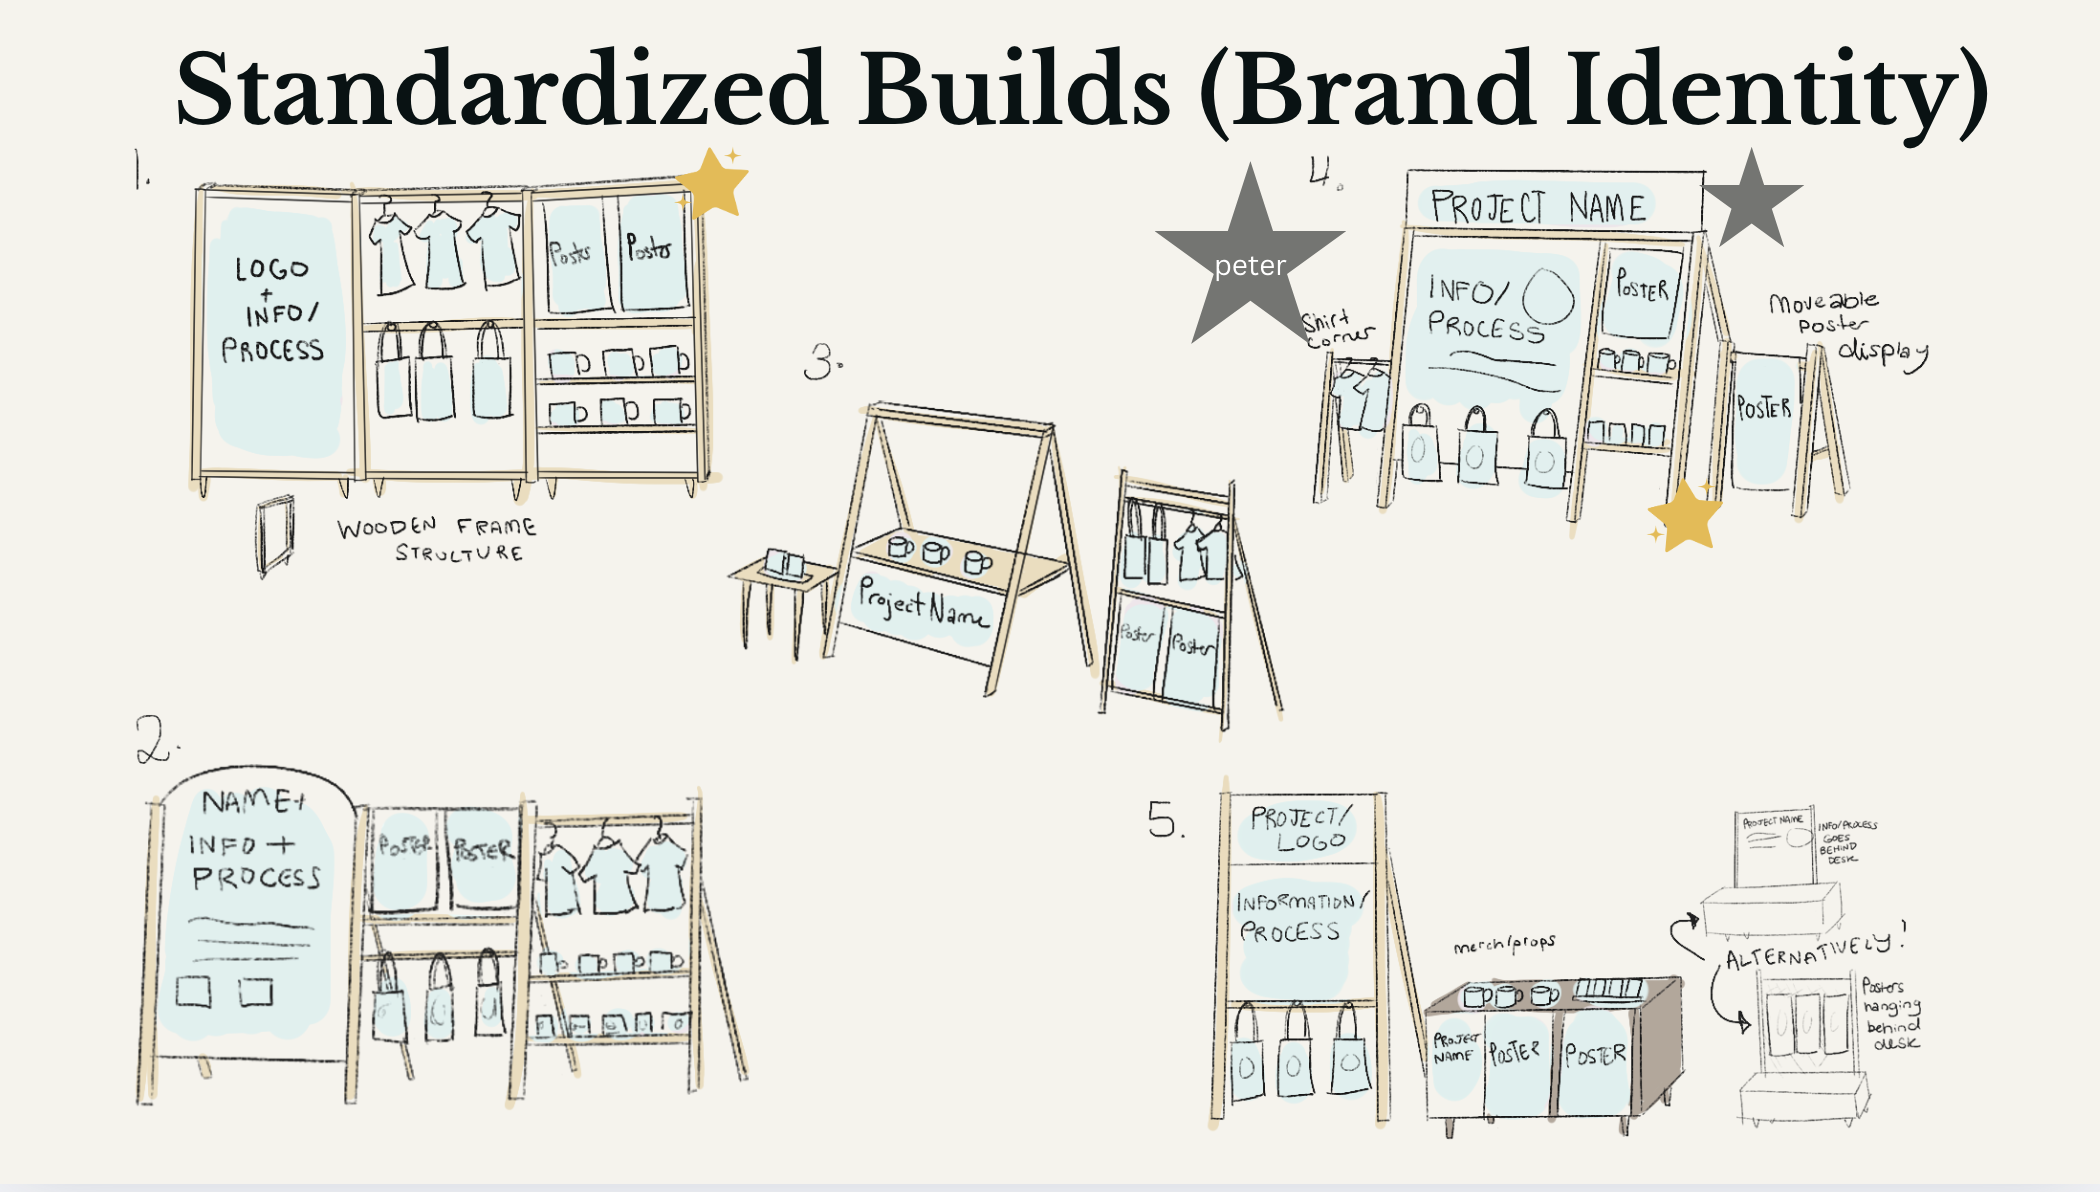 Standardized Builds (Brand Identity)
1.
LOGO
+
INFO/
PROCESS
Poster
Poster
WOODEN FRAME
STRUCTURE
peter
4.
PROJECT NAME
INFO/
PROCESS
POSTER
Shirt
corner
Moveable
poster
display
POSTER
3.
Project Name
Poster
Poster
2.
NAME+
INFO +
PROCESS
POSTER
POSTER
5.
PROJECT/
LOGO
INFORMATION/
PROCESS
merch/props
PROJECT
NAME
POSTER
POSTER
PROJECT NAME
INFO/PROCESS
GOES
BEHIND
DESK
ALTERNATIVELY!
Posters
hanging
behind
desk